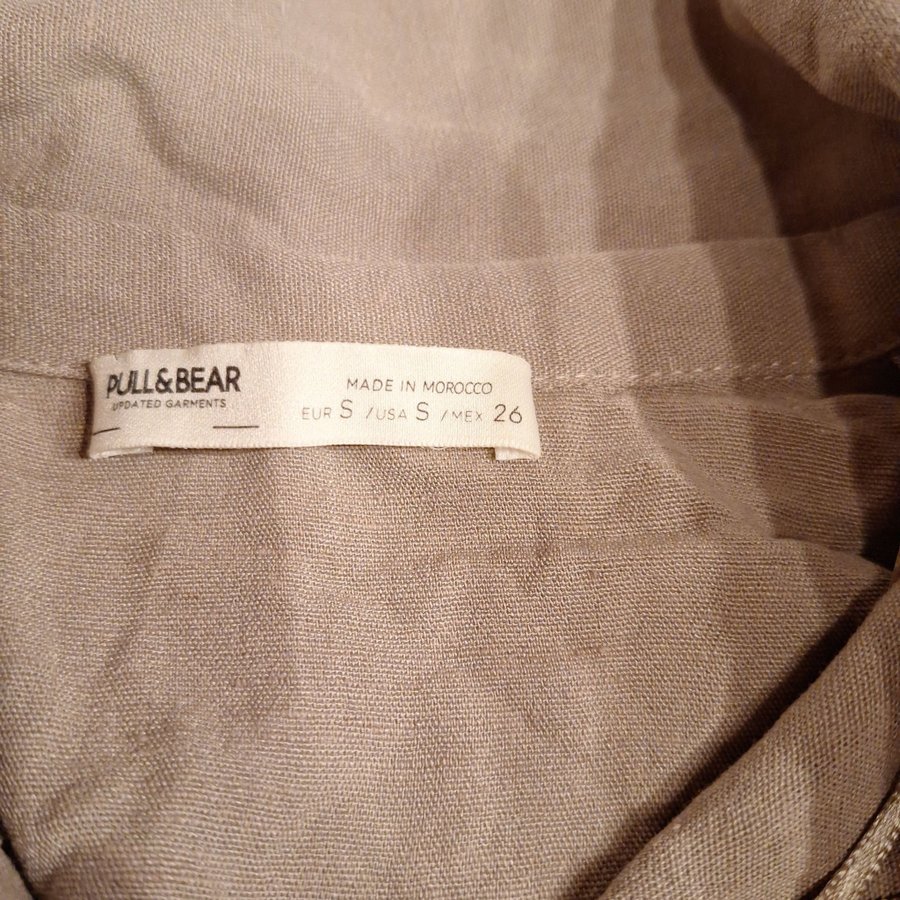 PULL&BEAR
UPDATED GARMENTS
MADE IN MOROCCO
EUR S / USA S / MEX 26